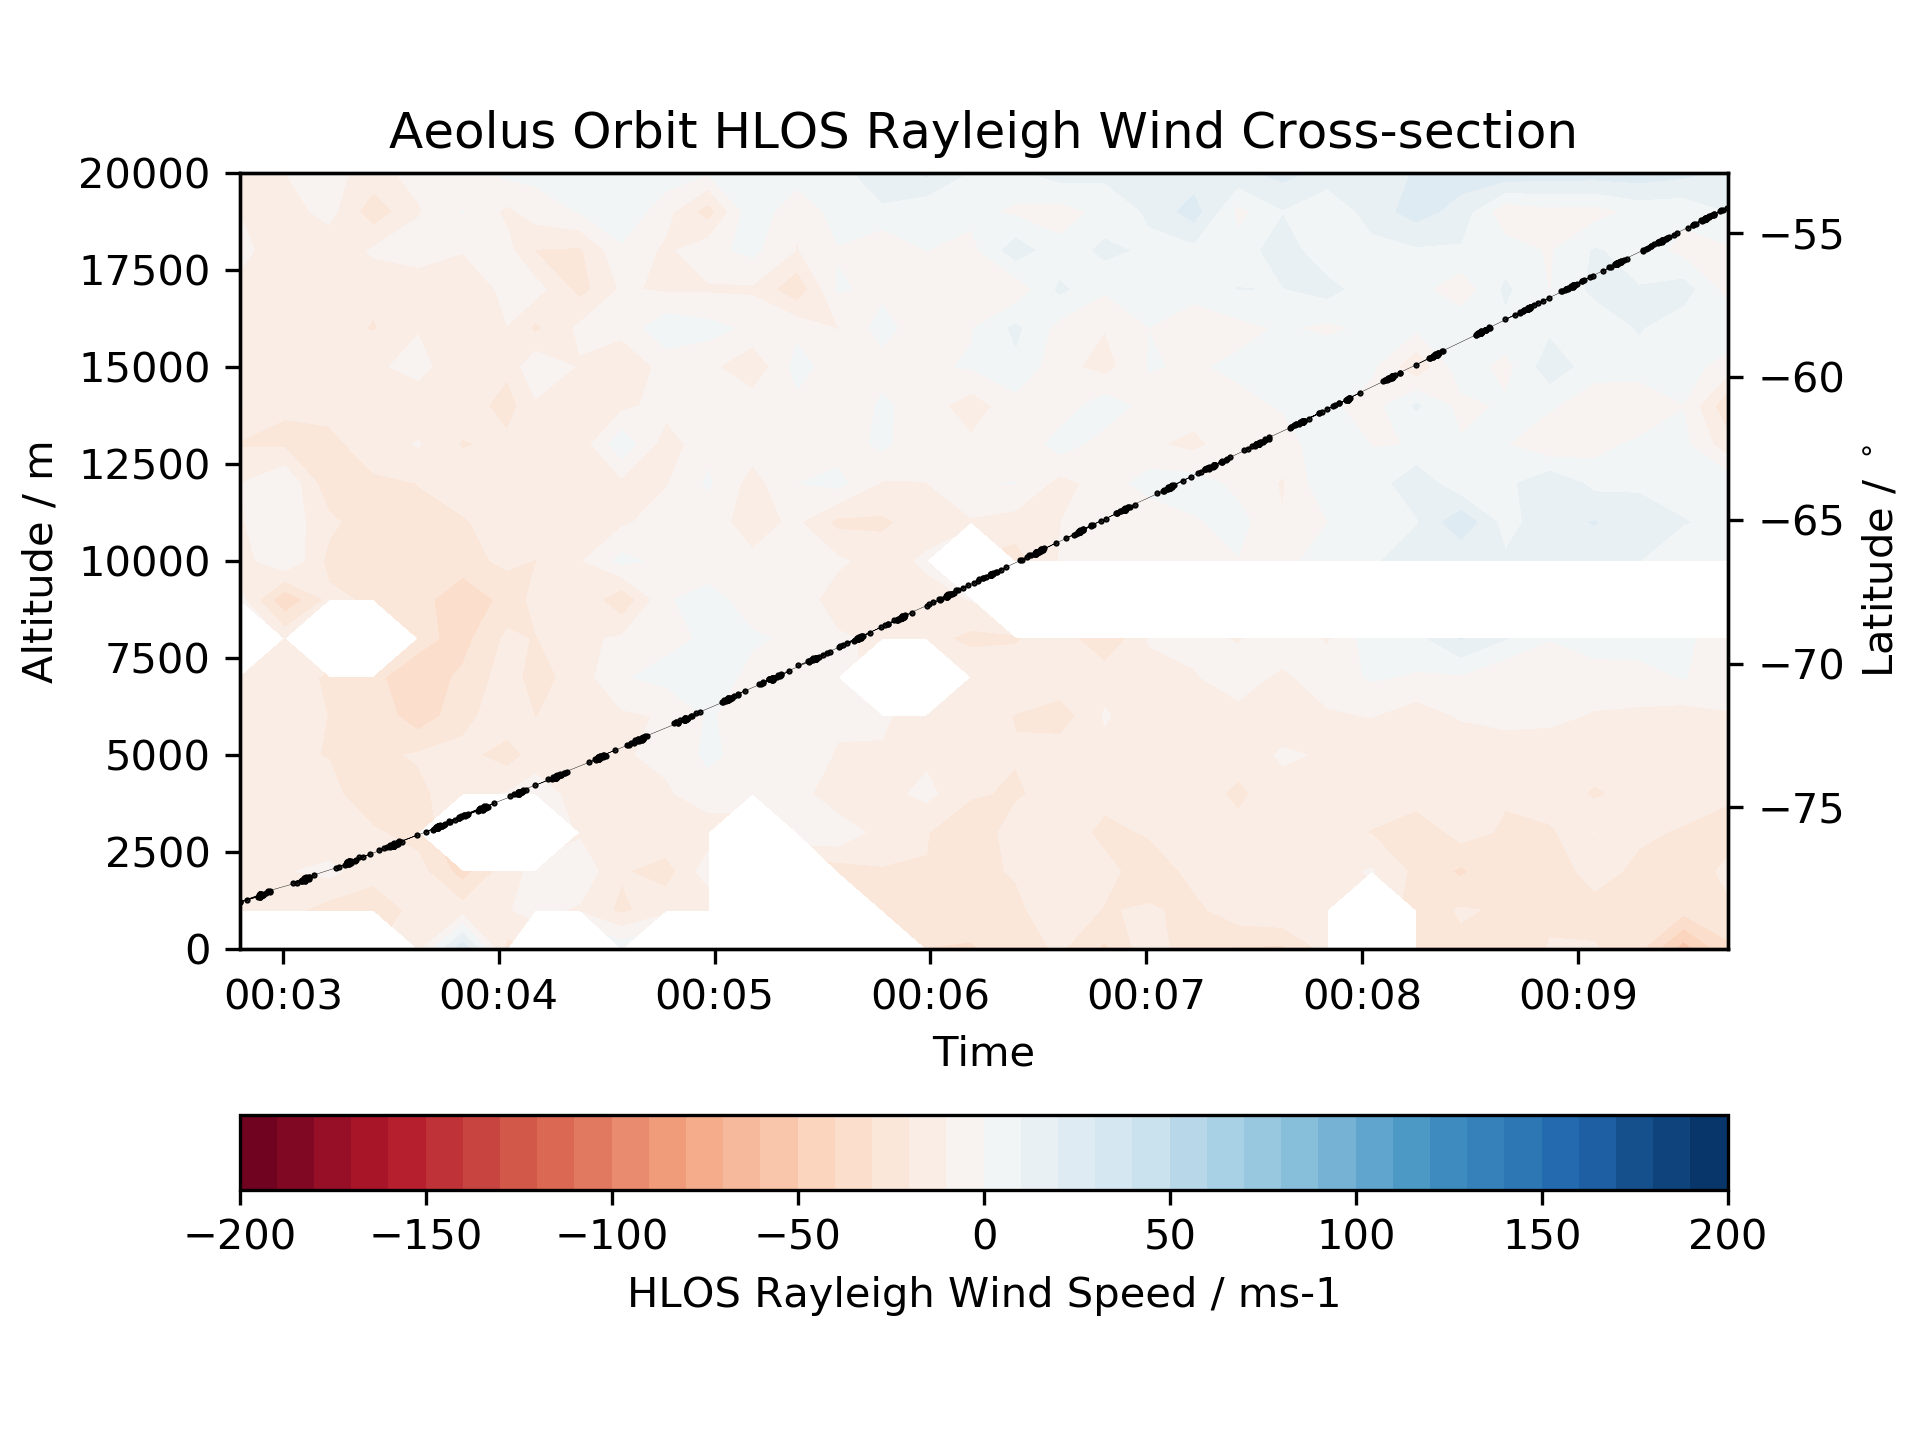 Aeolus Orbit HLOS Rayleigh Wind Cross-section
20000
17500
15000
12500
10000
7500
5000
2500
0
Altitude / m
−55
−60
−65
−70
−75
Latitude / °
00:03 00:04 00:05 00:06 00:07 00:08 00:09
Time
−200 −150 −100 −50 0 50 100 150 200
HLOS Rayleigh Wind Speed / ms-1